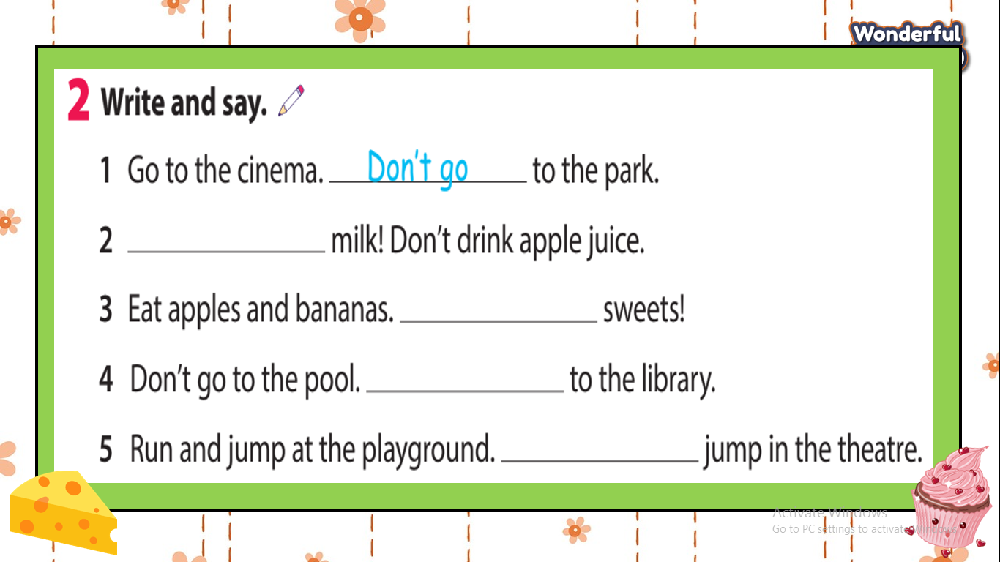 Wonderful
2 Write and say.
1 Go to the cinema. Don't go to the park.
2 ____________ milk! Don't drink apple juice.
3 Eat apples and bananas. ____________ sweets!
4 Don't go to the pool. ____________ to the library.
5 Run and jump at the playground. ____________ jump in the theatre.
Activate Windows
Go to PC settings to activate Windows.